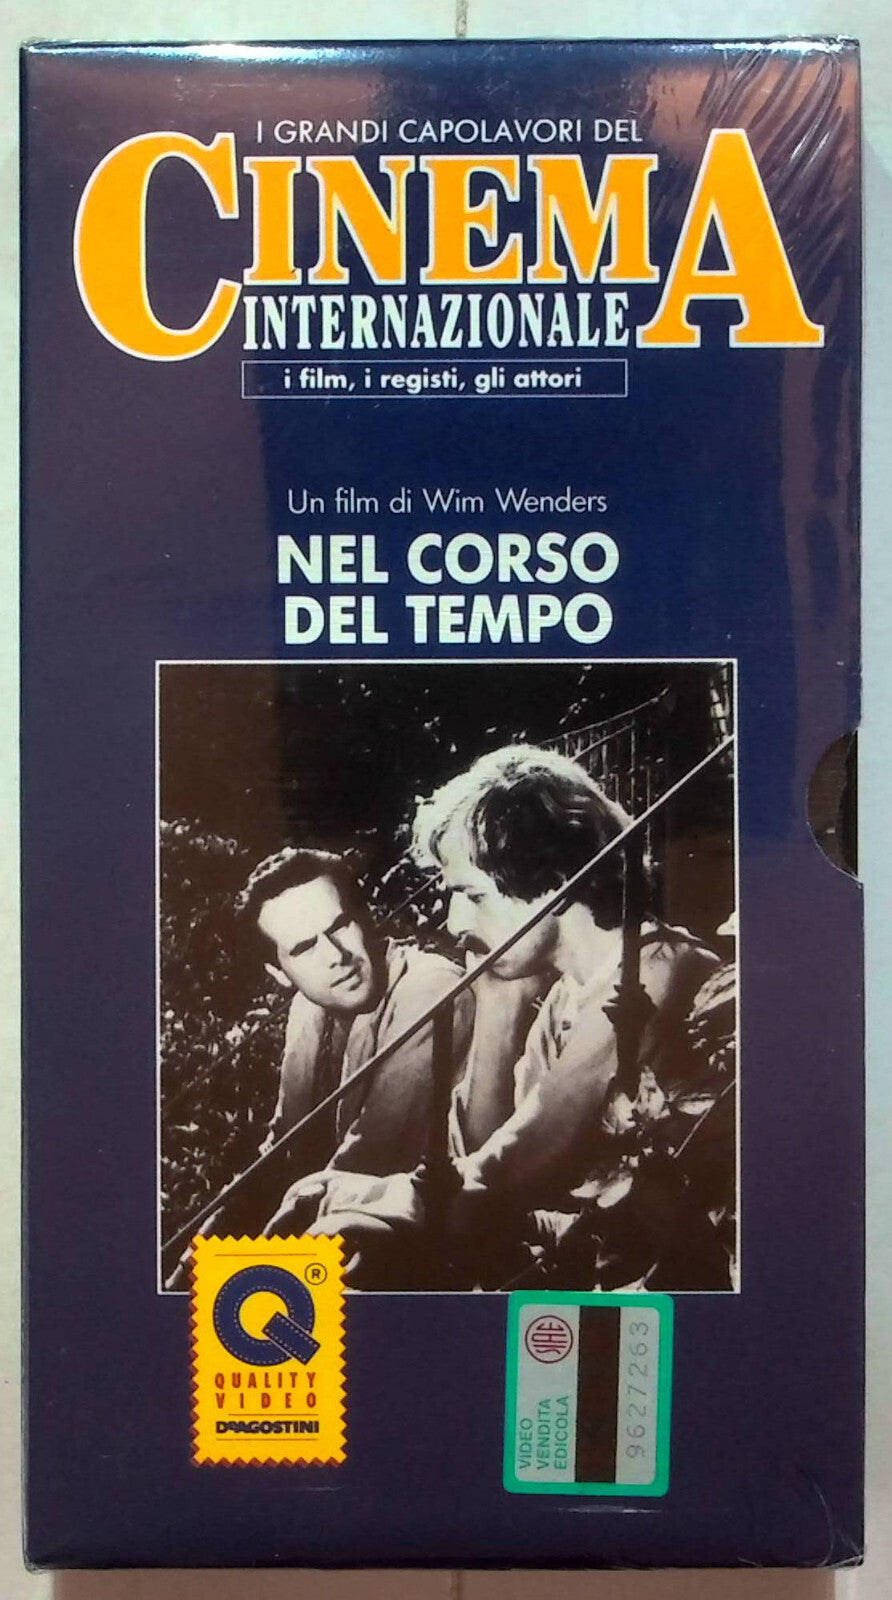 I GRANDI CAPOLAVORI DEL
CINEMA
INTERNAZIONALE
i film, i registi, gli attori
Un film di Wim Wenders
NEL CORSO
DEL TEMPO
Q ®
QUALITY
VIDEO
DEAGOSTINI
SIAE
VIDEO
VENDITA
EDICOLA
9627263